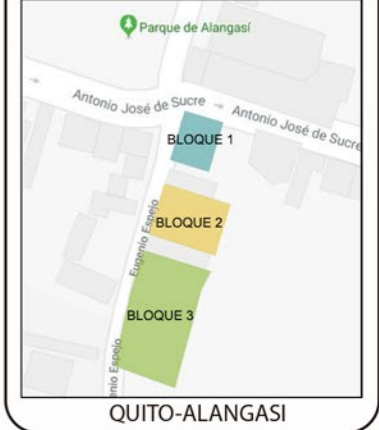 Parque de Alangasí
Antonio José de Sucre
Antonio José de Sucre
BLOQUE 1
BLOQUE 2
Eugenio Espejo
BLOQUE 3
enio Espejo
QUITO-ALANGASI